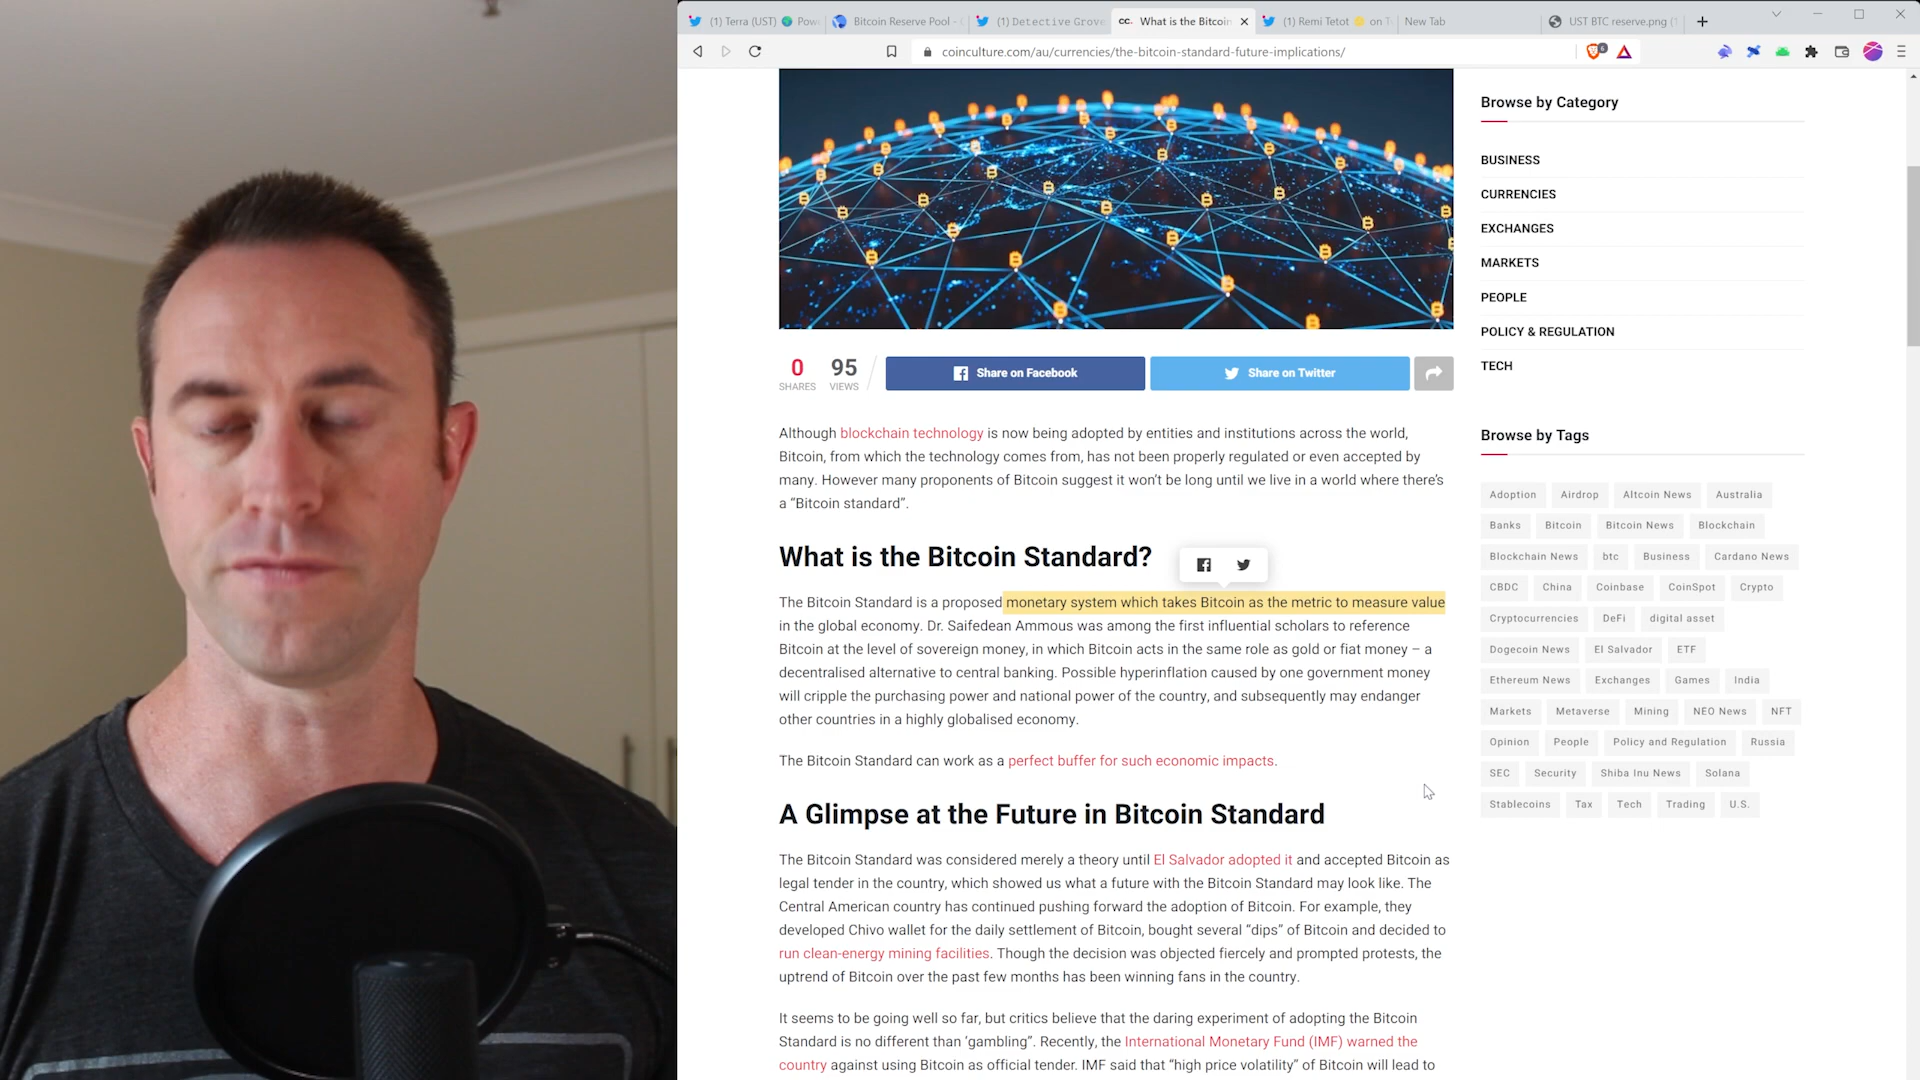 (1) Terra (UST) Pow
Bitcoin Reserve Pool -
(1) Detective Grove
cc. What is the Bitcoin
(1) Remi Tetot on T
New Tab
UST BTC reserve.png (1
coinculture.com/au/currencies/the-bitcoin-standard-future-implications/
6
0
SHARES
95
VIEWS
Share on Facebook
Share on Twitter
Although blockchain technology is now being adopted by entities and institutions across the world,
Bitcoin, from which the technology comes from, has not been properly regulated or even accepted by
many. However many proponents of Bitcoin suggest it won't be long until we live in a world where there's
a “Bitcoin standard”.
What is the Bitcoin Standard?
The Bitcoin Standard is a proposed monetary system which takes Bitcoin as the metric to measure value
in the global economy. Dr. Saifedean Ammous was among the first influential scholars to reference
Bitcoin at the level of sovereign money, in which Bitcoin acts in the same role as gold or fiat money – a
decentralised alternative to central banking. Possible hyperinflation caused by one government money
will cripple the purchasing power and national power of the country, and subsequently may endanger
other countries in a highly globalised economy.
The Bitcoin Standard can work as a perfect buffer for such economic impacts.
A Glimpse at the Future in Bitcoin Standard
The Bitcoin Standard was considered merely a theory until El Salvador adopted it and accepted Bitcoin as
legal tender in the country, which showed us what a future with the Bitcoin Standard may look like. The
Central American country has continued pushing forward the adoption of Bitcoin. For example, they
developed Chivo wallet for the daily settlement of Bitcoin, bought several “dips” of Bitcoin and decided to
run clean-energy mining facilities. Though the decision was objected fiercely and prompted protests, the
uptrend of Bitcoin over the past few months has been winning fans in the country.
It seems to be going well so far, but critics believe that the daring experiment of adopting the Bitcoin
Standard is no different than ‘gambling”. Recently, the International Monetary Fund (IMF) warned the
country against using Bitcoin as official tender. IMF said that “high price volatility” of Bitcoin will lead to
Browse by Category
BUSINESS
CURRENCIES
EXCHANGES
MARKETS
PEOPLE
POLICY & REGULATION
TECH
Browse by Tags
Adoption Airdrop Altcoin News Australia
Banks Bitcoin Bitcoin News Blockchain
Blockchain News btc Business Cardano News
CBDC China Coinbase CoinSpot Crypto
Cryptocurrencies DeFi digital asset
Dogecoin News El Salvador ETF
Ethereum News Exchanges Games India
Markets Metaverse Mining NEO News NFT
Opinion People Policy and Regulation Russia
SEC Security Shiba Inu News Solana
Stablecoins Tax Tech Trading U.S.